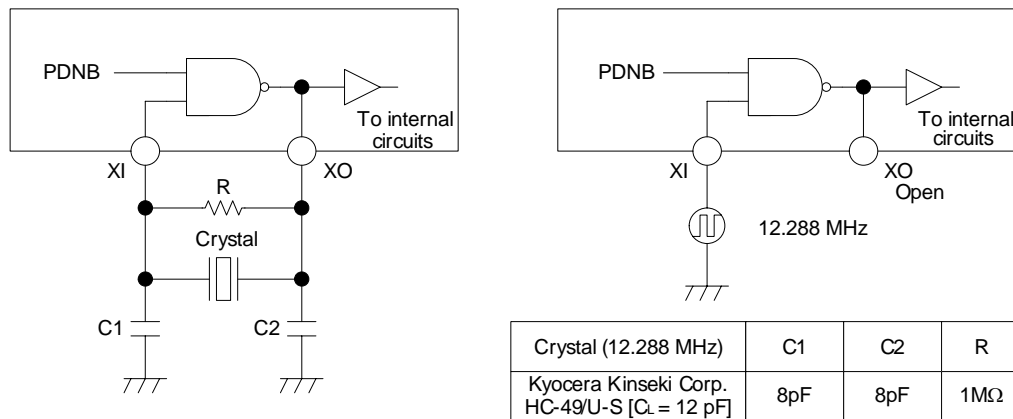 PDNB
To internal
circuits
XI
XO
R
Crystal
C1
C2
PDNB
To internal
circuits
XI
XO
Open
12.288 MHz
Crystal (12.288 MHz) C1 C2 R
Kyocera Kinseki Corp.
HC-49/U-S [CL = 12 pF] 8pF 8pF 1MΩ